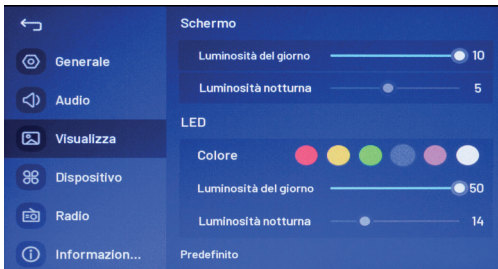 Schermo
Generale
Luminosità del giorno 10
Luminosità notturna 5
Audio
LED
Visualizza
Colore
Dispositivo
Luminosità del giorno 50
Radio
Luminosità notturna 14
Informazion...
Predefinito